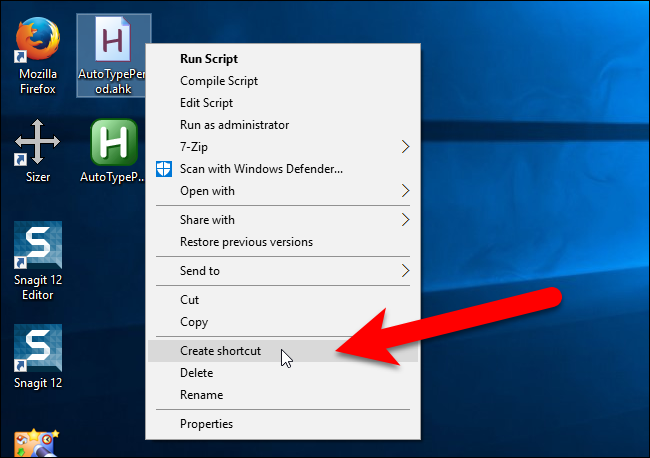 Mozilla
Firefox
AutoTypePer
od.ahk
Sizer
AutoTypeP...
Snagit 12
Editor
Snagit 12
Run Script
Compile Script
Edit Script
Run as administrator
7-Zip
Scan with Windows Defender...
Open with
Share with
Restore previous versions
Send to
Cut
Copy
Create shortcut
Delete
Rename
Properties